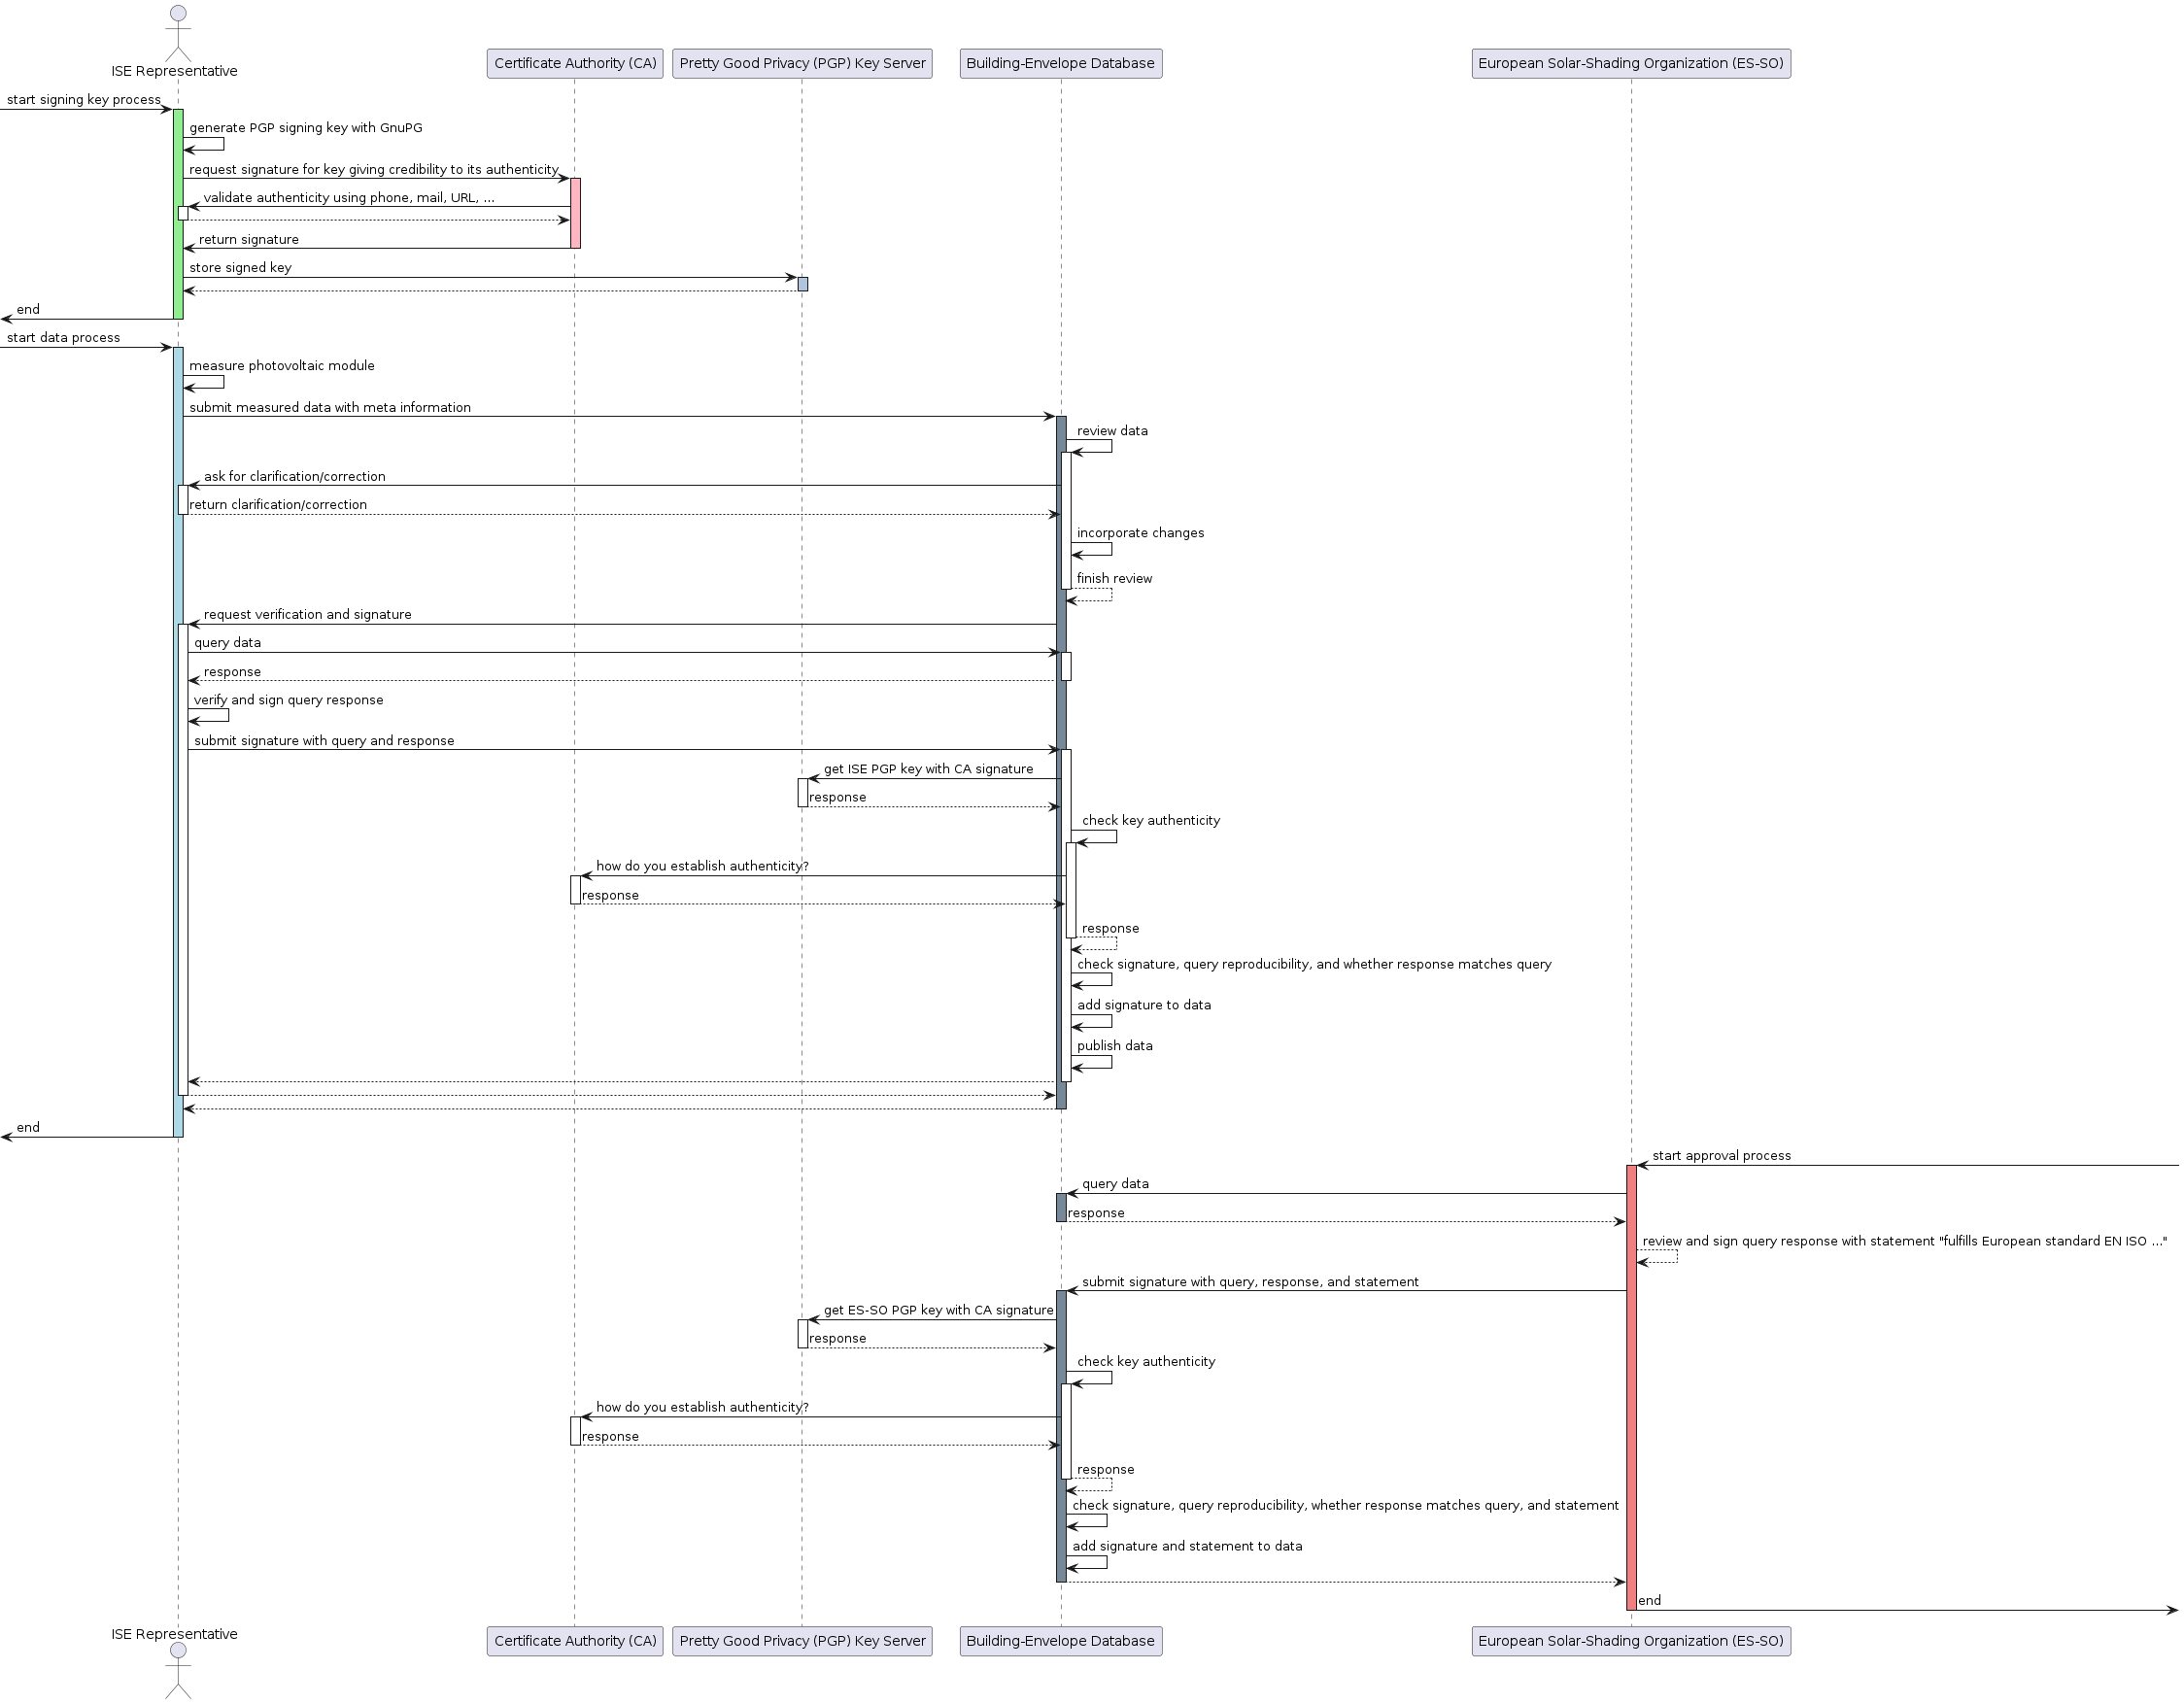 ISE Representative
Certificate Authority (CA)
Pretty Good Privacy (PGP) Key Server
Building-Envelope Database
European Solar-Shading Organization (ES-SO)
start signing key process
generate PGP signing key with GnuPG
request signature for key giving credibility to its authenticity
validate authenticity using phone, mail, URL, ...
return signature
store signed key
end
start data process
measure photovoltaic module
submit measured data with meta information
review data
ask for clarification/correction
return clarification/correction
incorporate changes
finish review
request verification and signature
query data
response
verify and sign query response
submit signature with query and response
get ISE PGP key with CA signature
response
check key authenticity
how do you establish authenticity?
response
response
check signature, query reproducibility, and whether response matches query
add signature to data
publish data
end
start approval process
query data
response
review and sign query response with statement "fulfills European standard EN ISO ..."
submit signature with query, response, and statement
get ES-SO PGP key with CA signature
response
check key authenticity
how do you establish authenticity?
response
response
check signature, query reproducibility, whether response matches query, and statement
add signature and statement to data
end
ISE Representative
Certificate Authority (CA)
Pretty Good Privacy (PGP) Key Server
Building-Envelope Database
European Solar-Shading Organization (ES-SO)